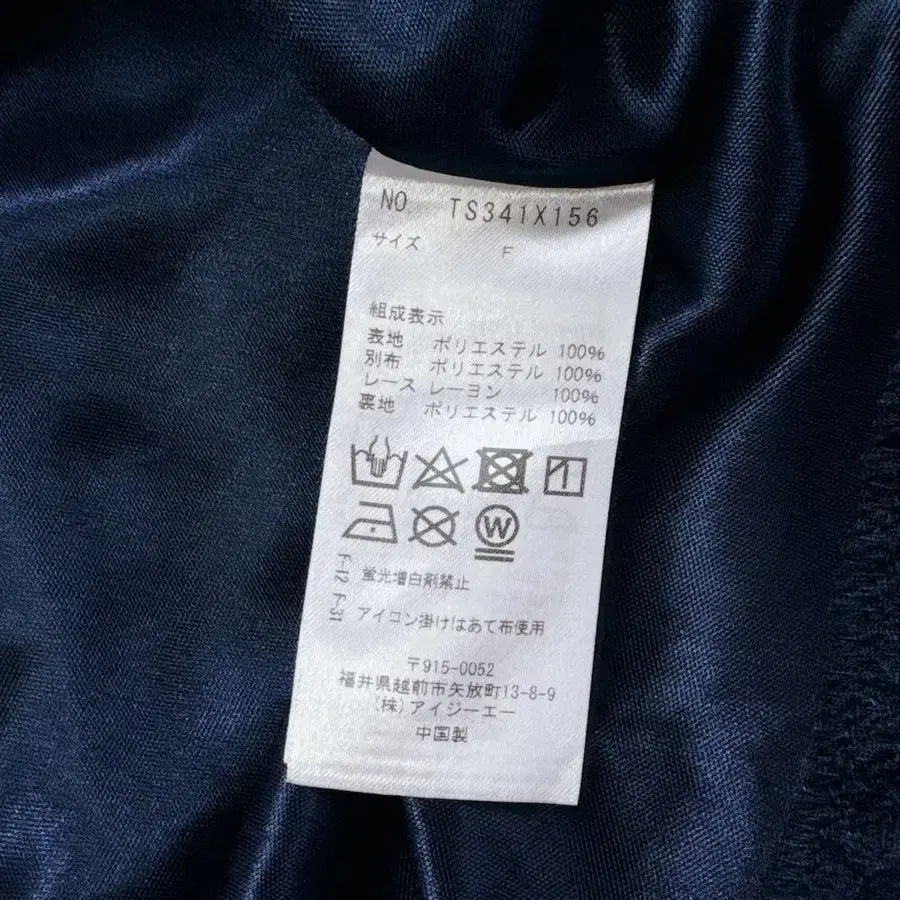 NO. TS341X156
サイズ F
組成表示
表地 ポリエステル 100%
別布 ポリエステル 100%
レース レーヨン 100%
裏地 ポリエステル 100%
W
F-12 蛍光増白剤禁止
F-31 アイコン掛けはあて布使用
〒915-0052
福井県越前市矢放町13-8-9
(株)アイジーエー
中国製